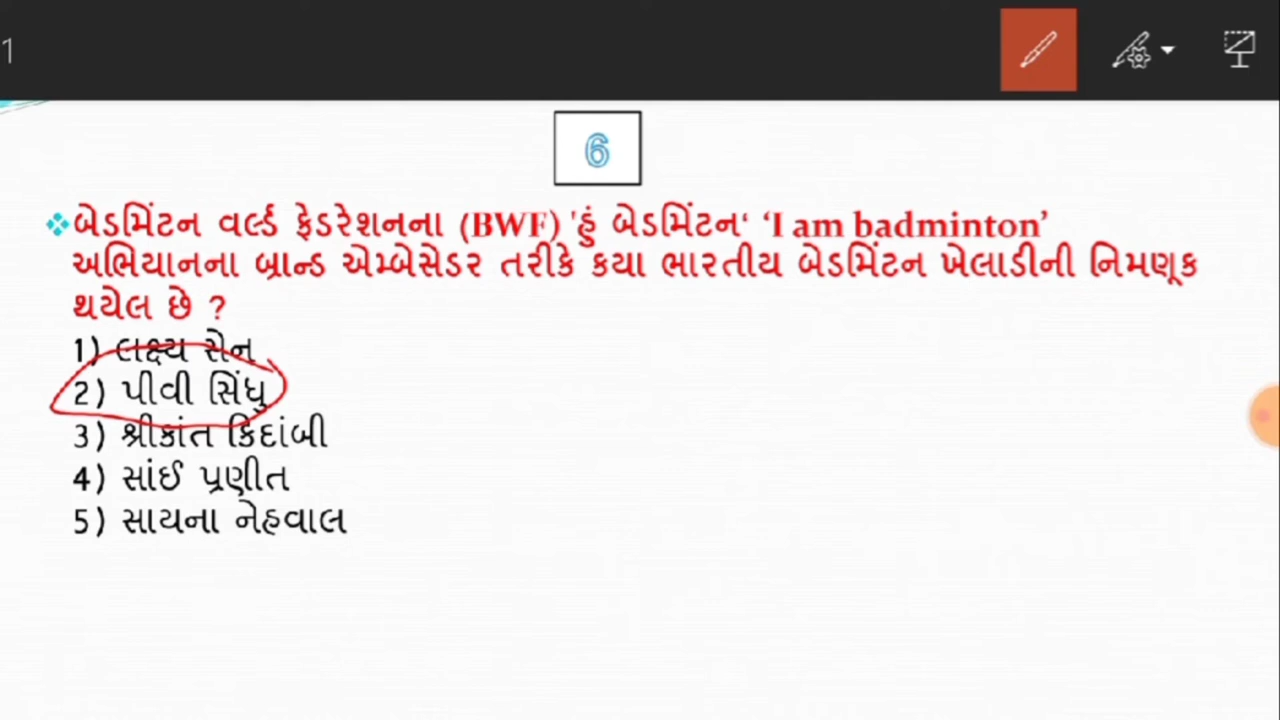 1
6
❖બેડમિંટન વર્લ્ડ ફેડરેશનના (BWF) 'હું બેડમિંટન‘ ‘I am badminton’
અભિયાનના બ્રાન્ડ એમ્બેસેડર તરીકે કયા ભારતીય બેડમિંટન ખેલાડીની નિમણૂક
થયેલ છે ?
1) લક્ષ્ય સેન
2) પીવી સિંધુ
3) શ્રીકાંત કિદાંબી
4) સાંઈ પ્રણીત
5) સાયના નેહવાલ